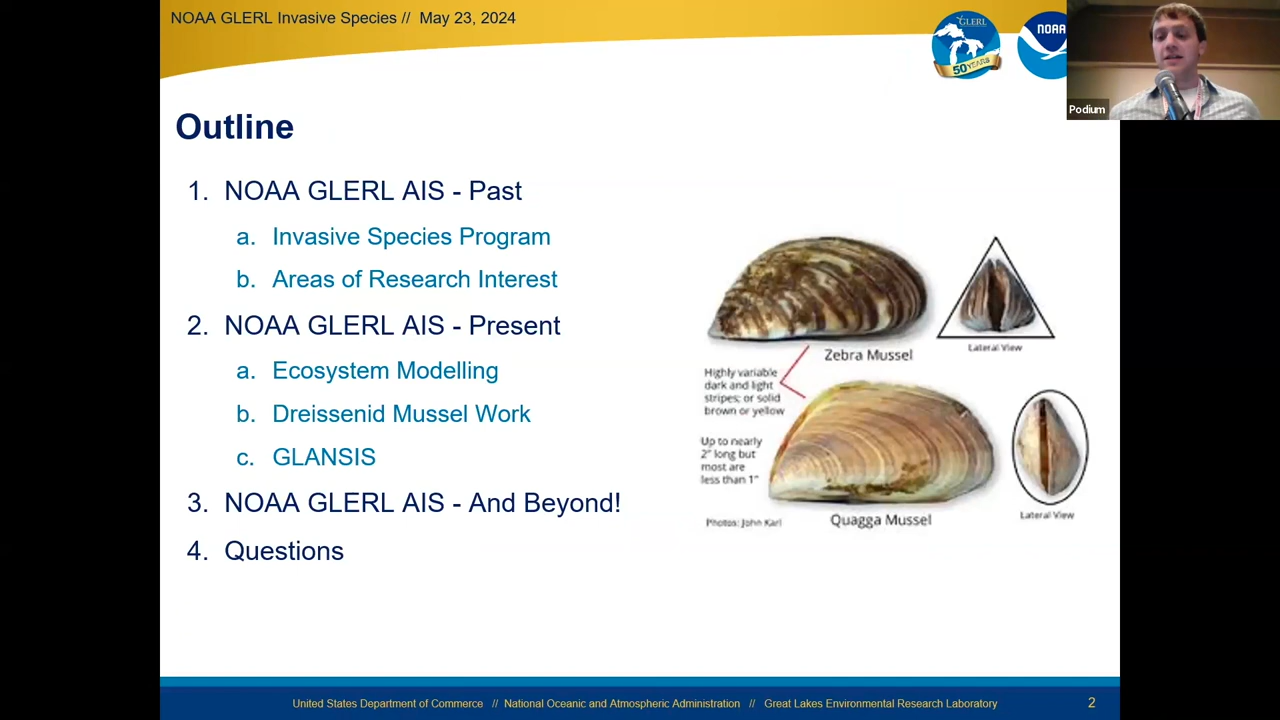 NOAA GLERL Invasive Species // May 23, 2024
GLERL
50 YEARS
NOAA
Podium
Outline
1. NOAA GLERL AIS - Past
a. Invasive Species Program
b. Areas of Research Interest
2. NOAA GLERL AIS - Present
a. Ecosystem Modelling
b. Dreissenid Mussel Work
c. GLANSIS
3. NOAA GLERL AIS - And Beyond!
4. Questions
Zebra Mussel
Lateral View
Highly variable
dark and light
stripes; or solid
brown or yellow
Up to nearly
2" long but
most are
less than 1"
Photos: John Karl
Quagga Mussel
Lateral View
United States Department of Commerce // National Oceanic and Atmospheric Administration // Great Lakes Environmental Research Laboratory
2